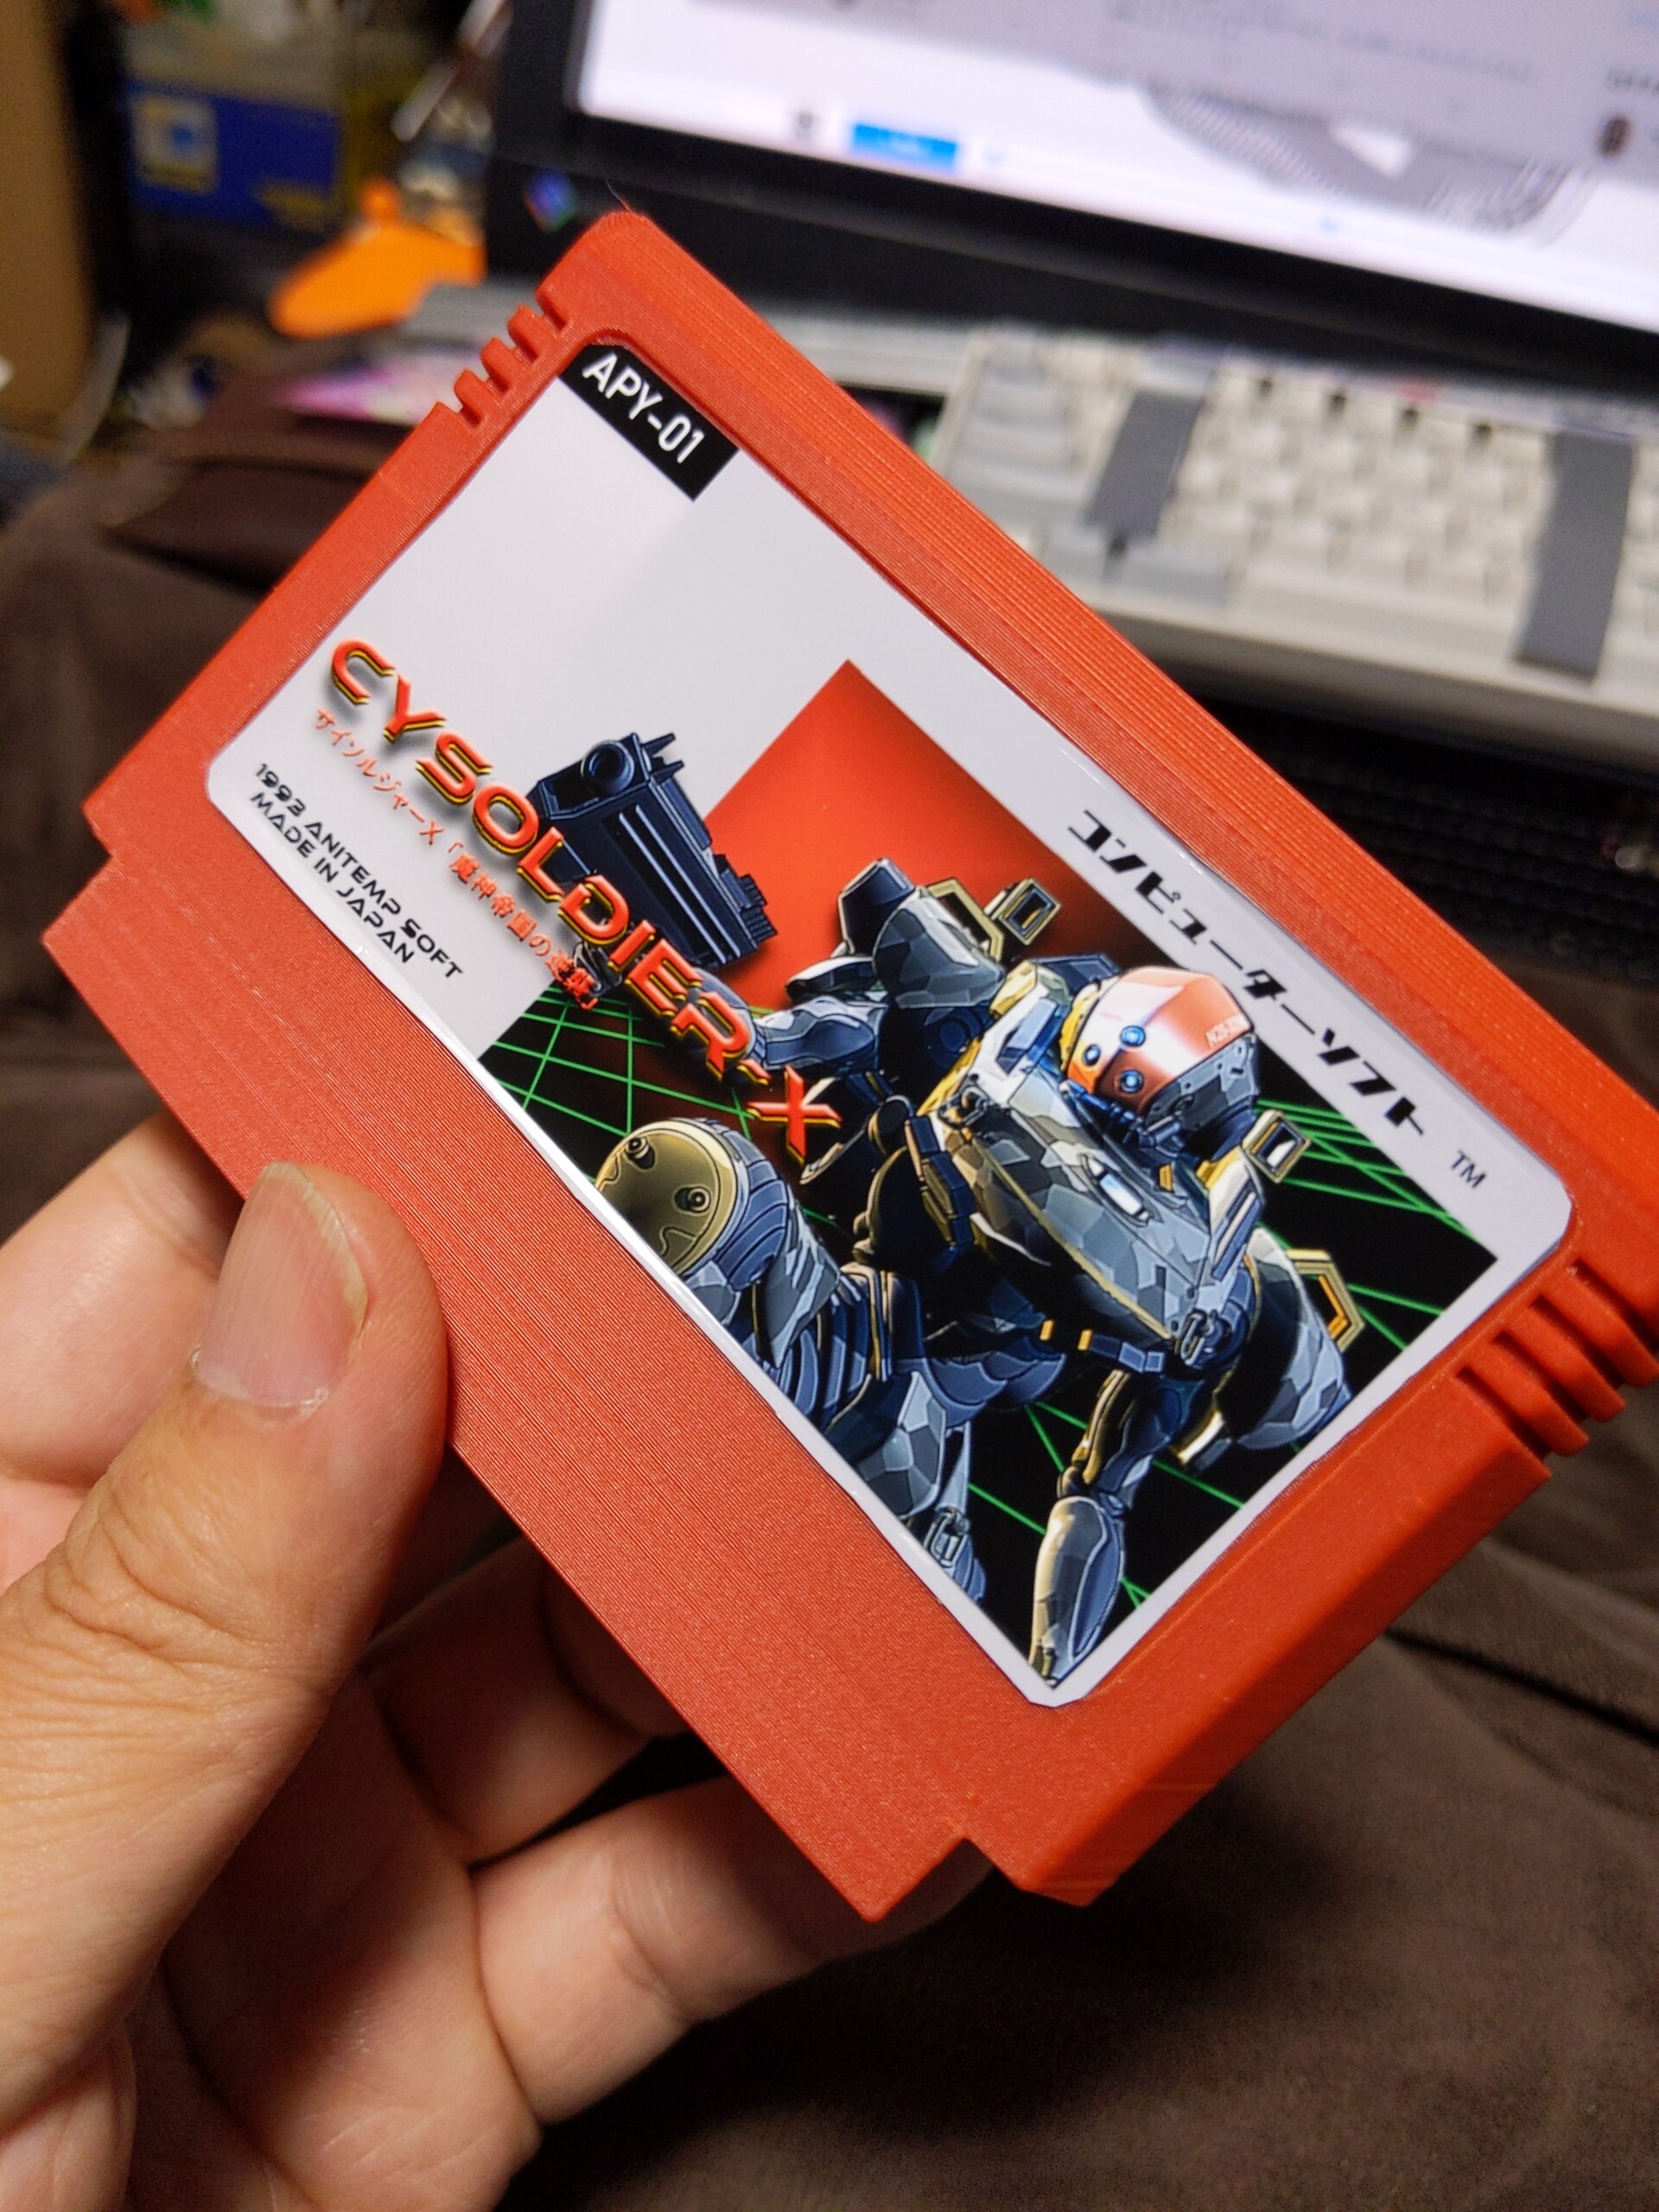 APY-01
コンピューターソフト
TM
CYSOLDIER-X
サイソルジャーX「魔神帝国の逆襲」
1993 ANITEMP SOFT
MADE IN JAPAN